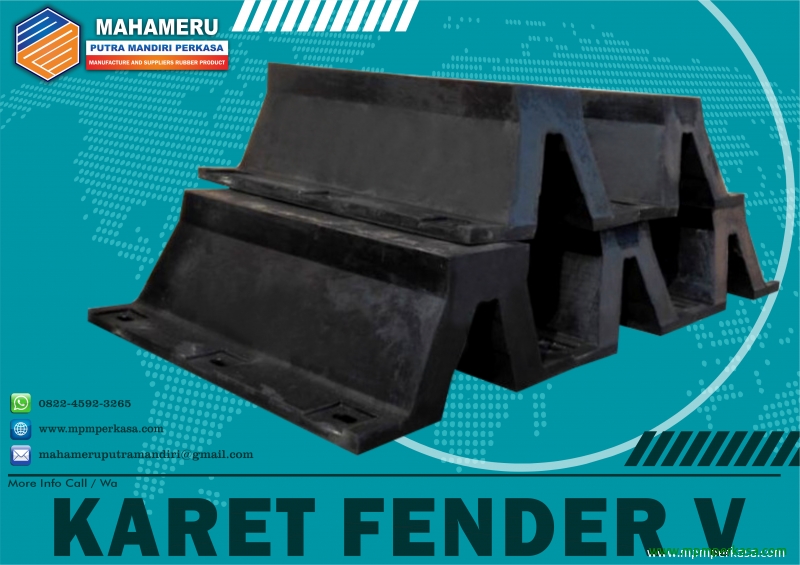 MAHAMERU
PUTRA MANDIRI PERKASA
MANUFACTURE AND SUPPLIERS RUBBER PRODUCT
0822-4592-3265
www.mpmperkasa.com
mahameruputramandiri@gmail.com
More Info Call / Wa
KARET FENDER V
www.mpmperkasa.com